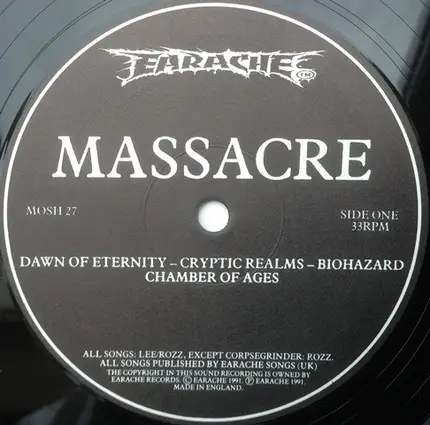 EARACHE TM
MASSACRE
MOSH 27
SIDE ONE
33RPM
DAWN OF ETERNITY – CRYPTIC REALMS – BIOHAZARD
CHAMBER OF AGES
ALL SONGS: LEE/ROZZ, EXCEPT CORPSEGRINDER: ROZZ.
ALL SONGS PUBLISHED BY EARACHE SONGS (UK)
THE COPYRIGHT IN THIS SOUND RECORDING IS OWNED BY
EARACHE RECORDS. Ⓒ EARACHE 1991. Ⓟ EARACHE 1991.
MADE IN ENGLAND.